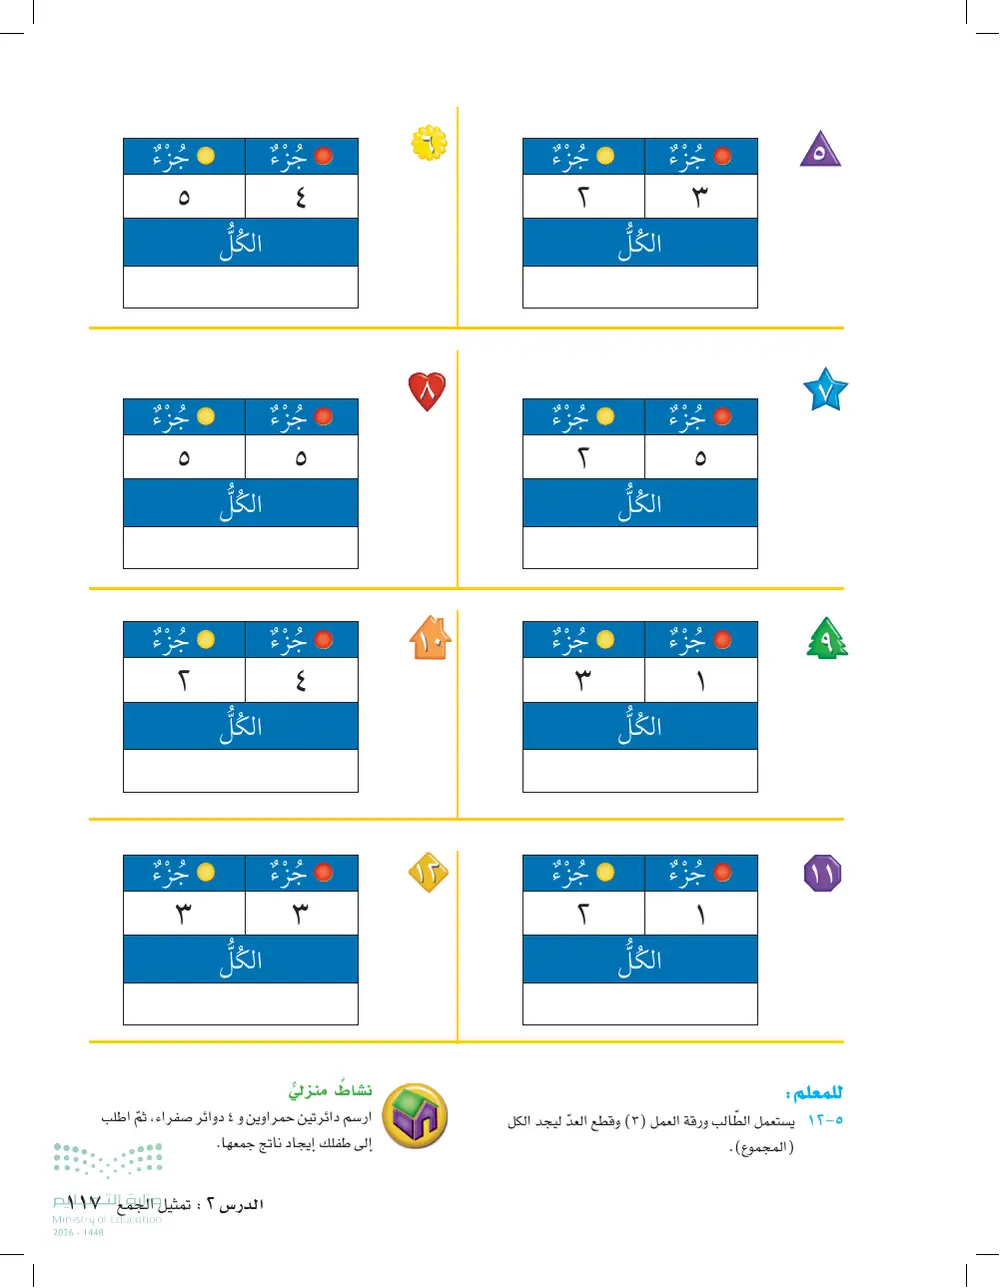 ٥
جُزْءٌ جُزْءٌ
٣ ٢
الكُلُّ
٦
جُزْءٌ جُزْءٌ
٤ ٥
الكُلُّ
٧
جُزْءٌ جُزْءٌ
٥ ٢
الكُلُّ
٨
جُزْءٌ جُزْءٌ
٥ ٥
الكُلُّ
٩
جُزْءٌ جُزْءٌ
١ ٣
الكُلُّ
١٠
جُزْءٌ جُزْءٌ
٤ ٢
الكُلُّ
١١
جُزْءٌ جُزْءٌ
١ ٢
الكُلُّ
١٢
جُزْءٌ جُزْءٌ
٣ ٣
الكُلُّ
للمعلم:
٥-١٢ يستعمل الطّالب ورقة العمل (٣) وقطع العدّ ليجد الكل
(المجموع).
نشاطٌ منزليٌّ
ارسم دائرتين حمراوين و ٤ دوائر صفراء، ثمّ اطلب
إلى طفلك إيجاد ناتج جمعها.
الدرس ٢ : تمثيل الجمع ١١٧
وزارة التعليم
Ministry of Education
2026 - 1448